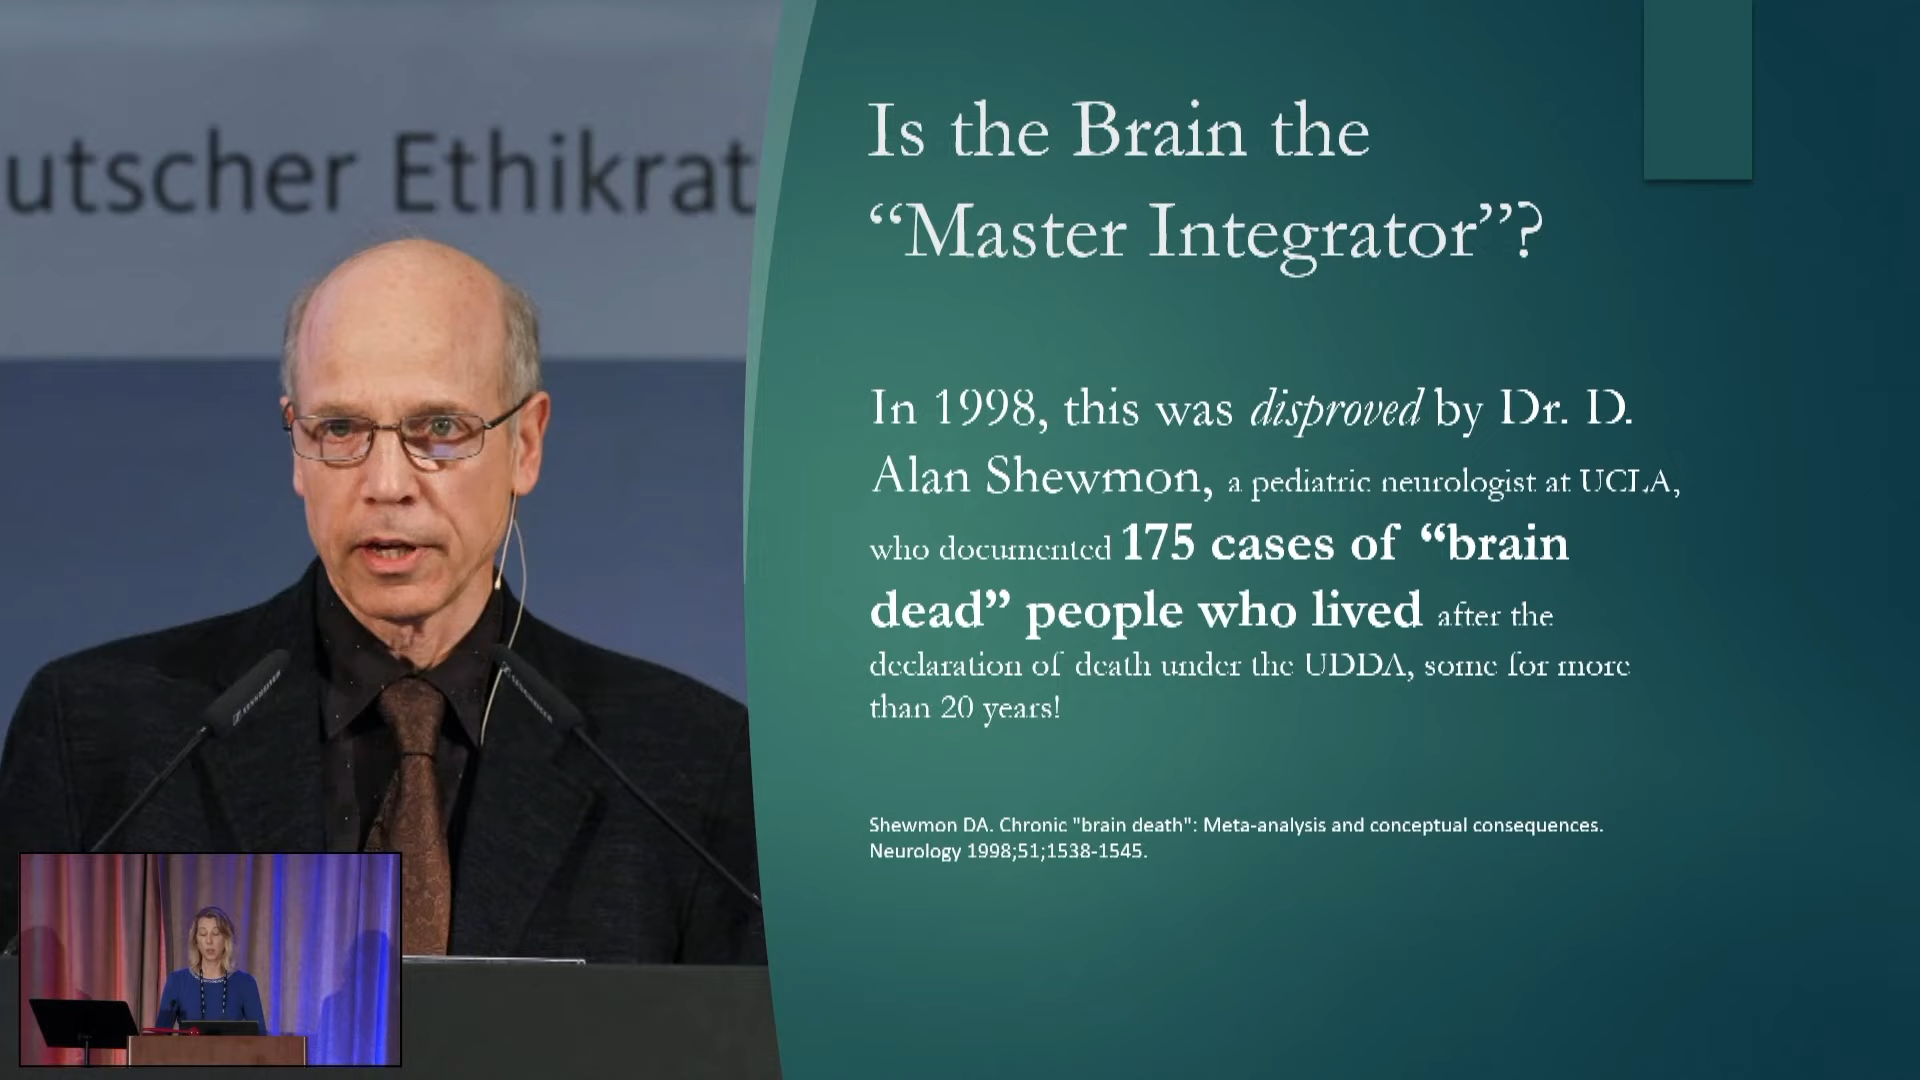 utscher Ethikrat
Is the Brain the
“Master Integrator”?
In 1998, this was disproved by Dr. D.
Alan Shewmon, a pediatric neurologist at UCLA,
who documented 175 cases of “brain
dead” people who lived after the
declaration of death under the UDDA, some for more
than 20 years!
Shewmon DA. Chronic "brain death": Meta-analysis and conceptual consequences.
Neurology 1998;51;1538-1545.
SENNHEISER
SENNHEISER